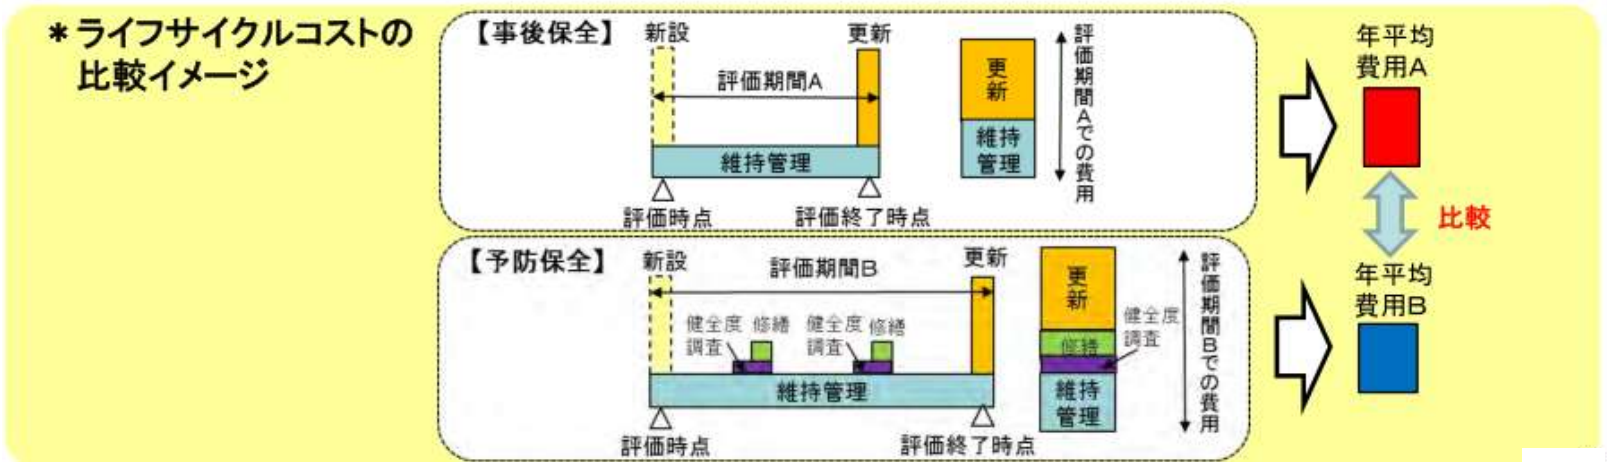 *ライフサイクルコストの
比較イメージ
【事後保全】
新設
更新
評価期間A
維持管理
評価時点
評価終了時点
更
新
維持
管理
評価期間Aでの費用
年平均
費用A
比較
【予防保全】
新設
更新
評価期間B
健全度
調査
修繕
健全度
調査
修繕
維持管理
評価時点
評価終了時点
更
新
修繕
健全度
調査
維持
管理
評価期間Bでの費用
年平均
費用B